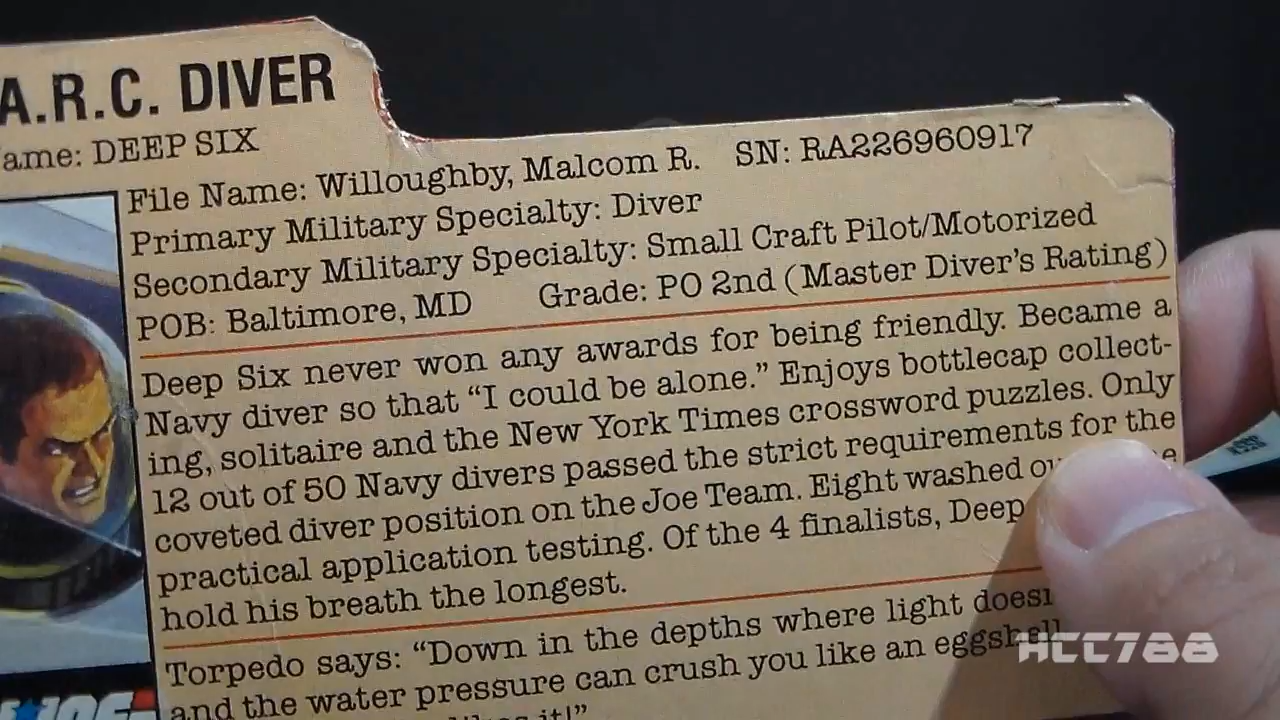 A.R.C. DIVER
ame: DEEP SIX
File Name: Willoughby, Malcom R. SN: RA226960917
Primary Military Specialty: Diver
Secondary Military Specialty: Small Craft Pilot/Motorized
POB: Baltimore, MD Grade: PO 2nd (Master Diver's Rating)
Deep Six never won any awards for being friendly. Became a
Navy diver so that “I could be alone.” Enjoys bottlecap collect-
ing, solitaire and the New York Times crossword puzzles. Only
12 out of 50 Navy divers passed the strict requirements for the
coveted diver position on the Joe Team. Eight washed
practical application testing. Of the 4 finalists, Deep
hold his breath the longest.
Torpedo says: “Down in the depths where light
and the water pressure can crush you like an eggshell
it!”
JOE
HCC788